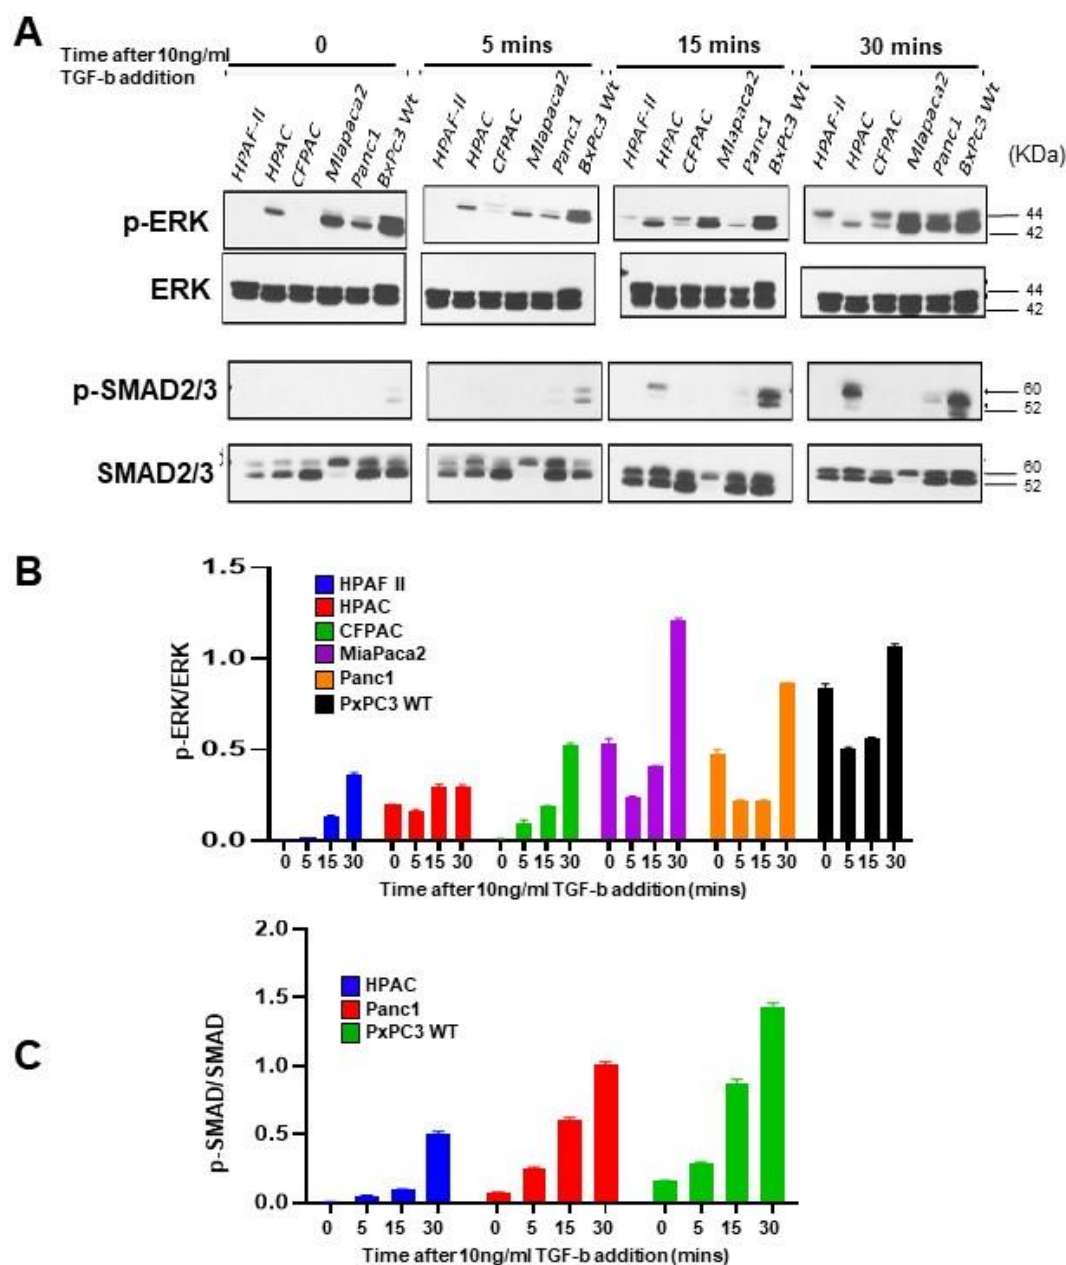 A
Time after 10ng/ml
TGF-b addition
0
5 mins
15 mins
30 mins
HPAF-II
HPAC
CFPAC
MIapaca2
Panc1
BxPc3 Wt
HPAF-II
HPAC
CFPAC
MIapaca2
Panc1
BxPc3 Wt
HPAF-II
HPAC
CFPAC
MIapaca2
Panc1
BxPc3 Wt
HPAF-II
HPAC
CFPAC
MIapaca2
Panc1
BxPc3 Wt
(KDa)
p-ERK
44
42
ERK
44
42
p-SMAD2/3
60
52
SMAD2/3
60
52
B
1.5
1.0
0.5
0.0
p-ERK/ERK
HPAF II
HPAC
CFPAC
MiaPaca2
Panc1
PxPC3 WT
0 5 15 30 0 5 15 30 0 5 15 30 0 5 15 30 0 5 15 30 0 5 15 30
Time after 10ng/ml TGF-b addition (mins)
C
2.0
1.5
1.0
0.5
0.0
p-SMAD/SMAD
HPAC
Panc1
PxPC3 WT
0 5 15 30 0 5 15 30 0 5 15 30
Time after 10ng/ml TGF-b addition (mins)